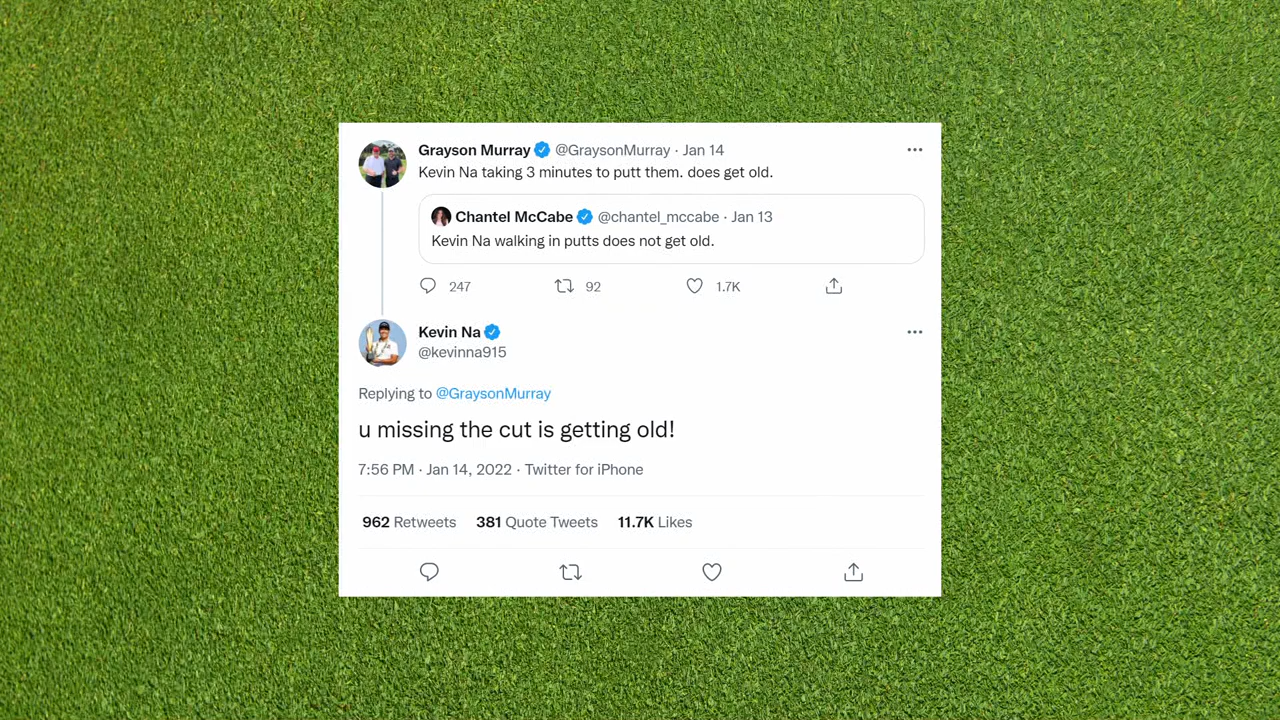 Grayson Murray @GraysonMurray · Jan 14
Kevin Na taking 3 minutes to putt them. does get old.
Chantel McCabe @chantel_mccabe · Jan 13
Kevin Na walking in putts does not get old.
247 92 1.7K
Kevin Na
@kevinna915
Replying to @GraysonMurray
u missing the cut is getting old!
7:56 PM · Jan 14, 2022 · Twitter for iPhone
962 Retweets 381 Quote Tweets 11.7K Likes